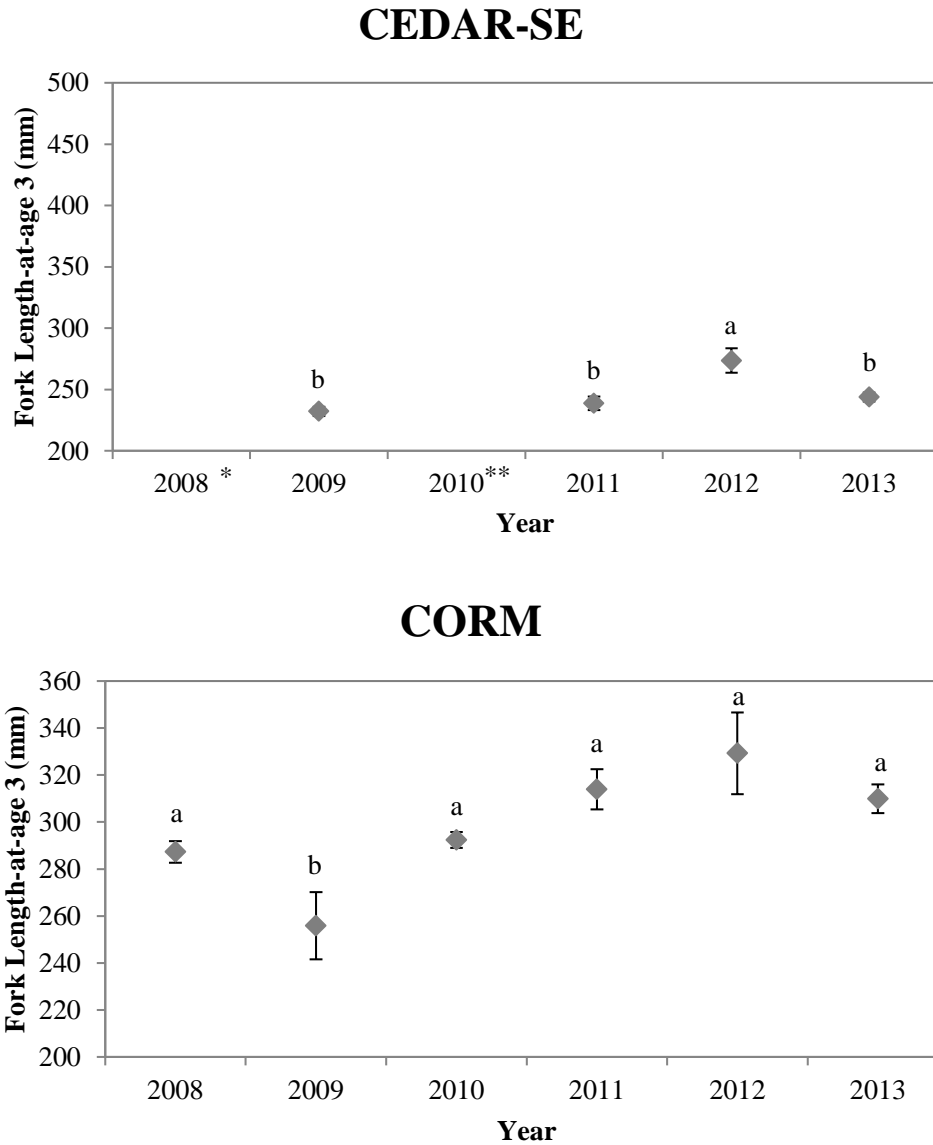 CEDAR-SE
Fork Length-at-age 3 (mm)
500
450
400
350
300
250
200
b
b
a
b
2008 * 2009 2010** 2011 2012 2013
Year
CORM
Fork Length-at-age 3 (mm)
360
340
320
300
280
260
240
220
200
a
b
a
a
a
a
2008 2009 2010 2011 2012 2013
Year